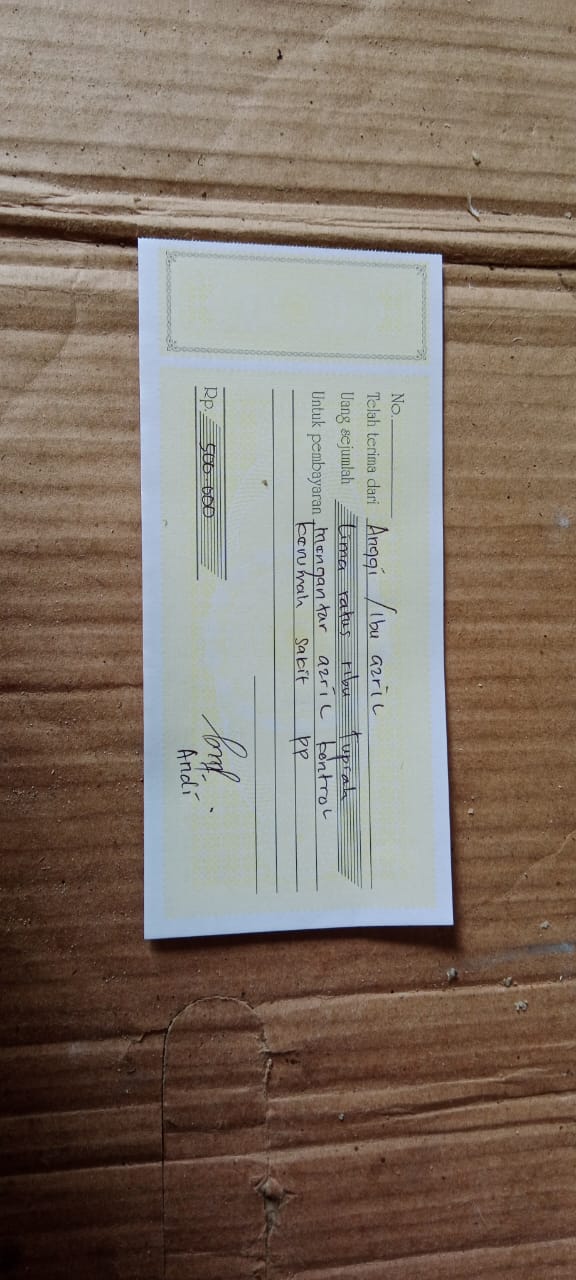 No.
Telah terima dari Anggi / Ibu azril
Uang sejumlah Lima ratus ribu rupiah
Untuk pembayaran mengantar azril kontrol
kerumah sakit pp
Rp. 500.000
Andi